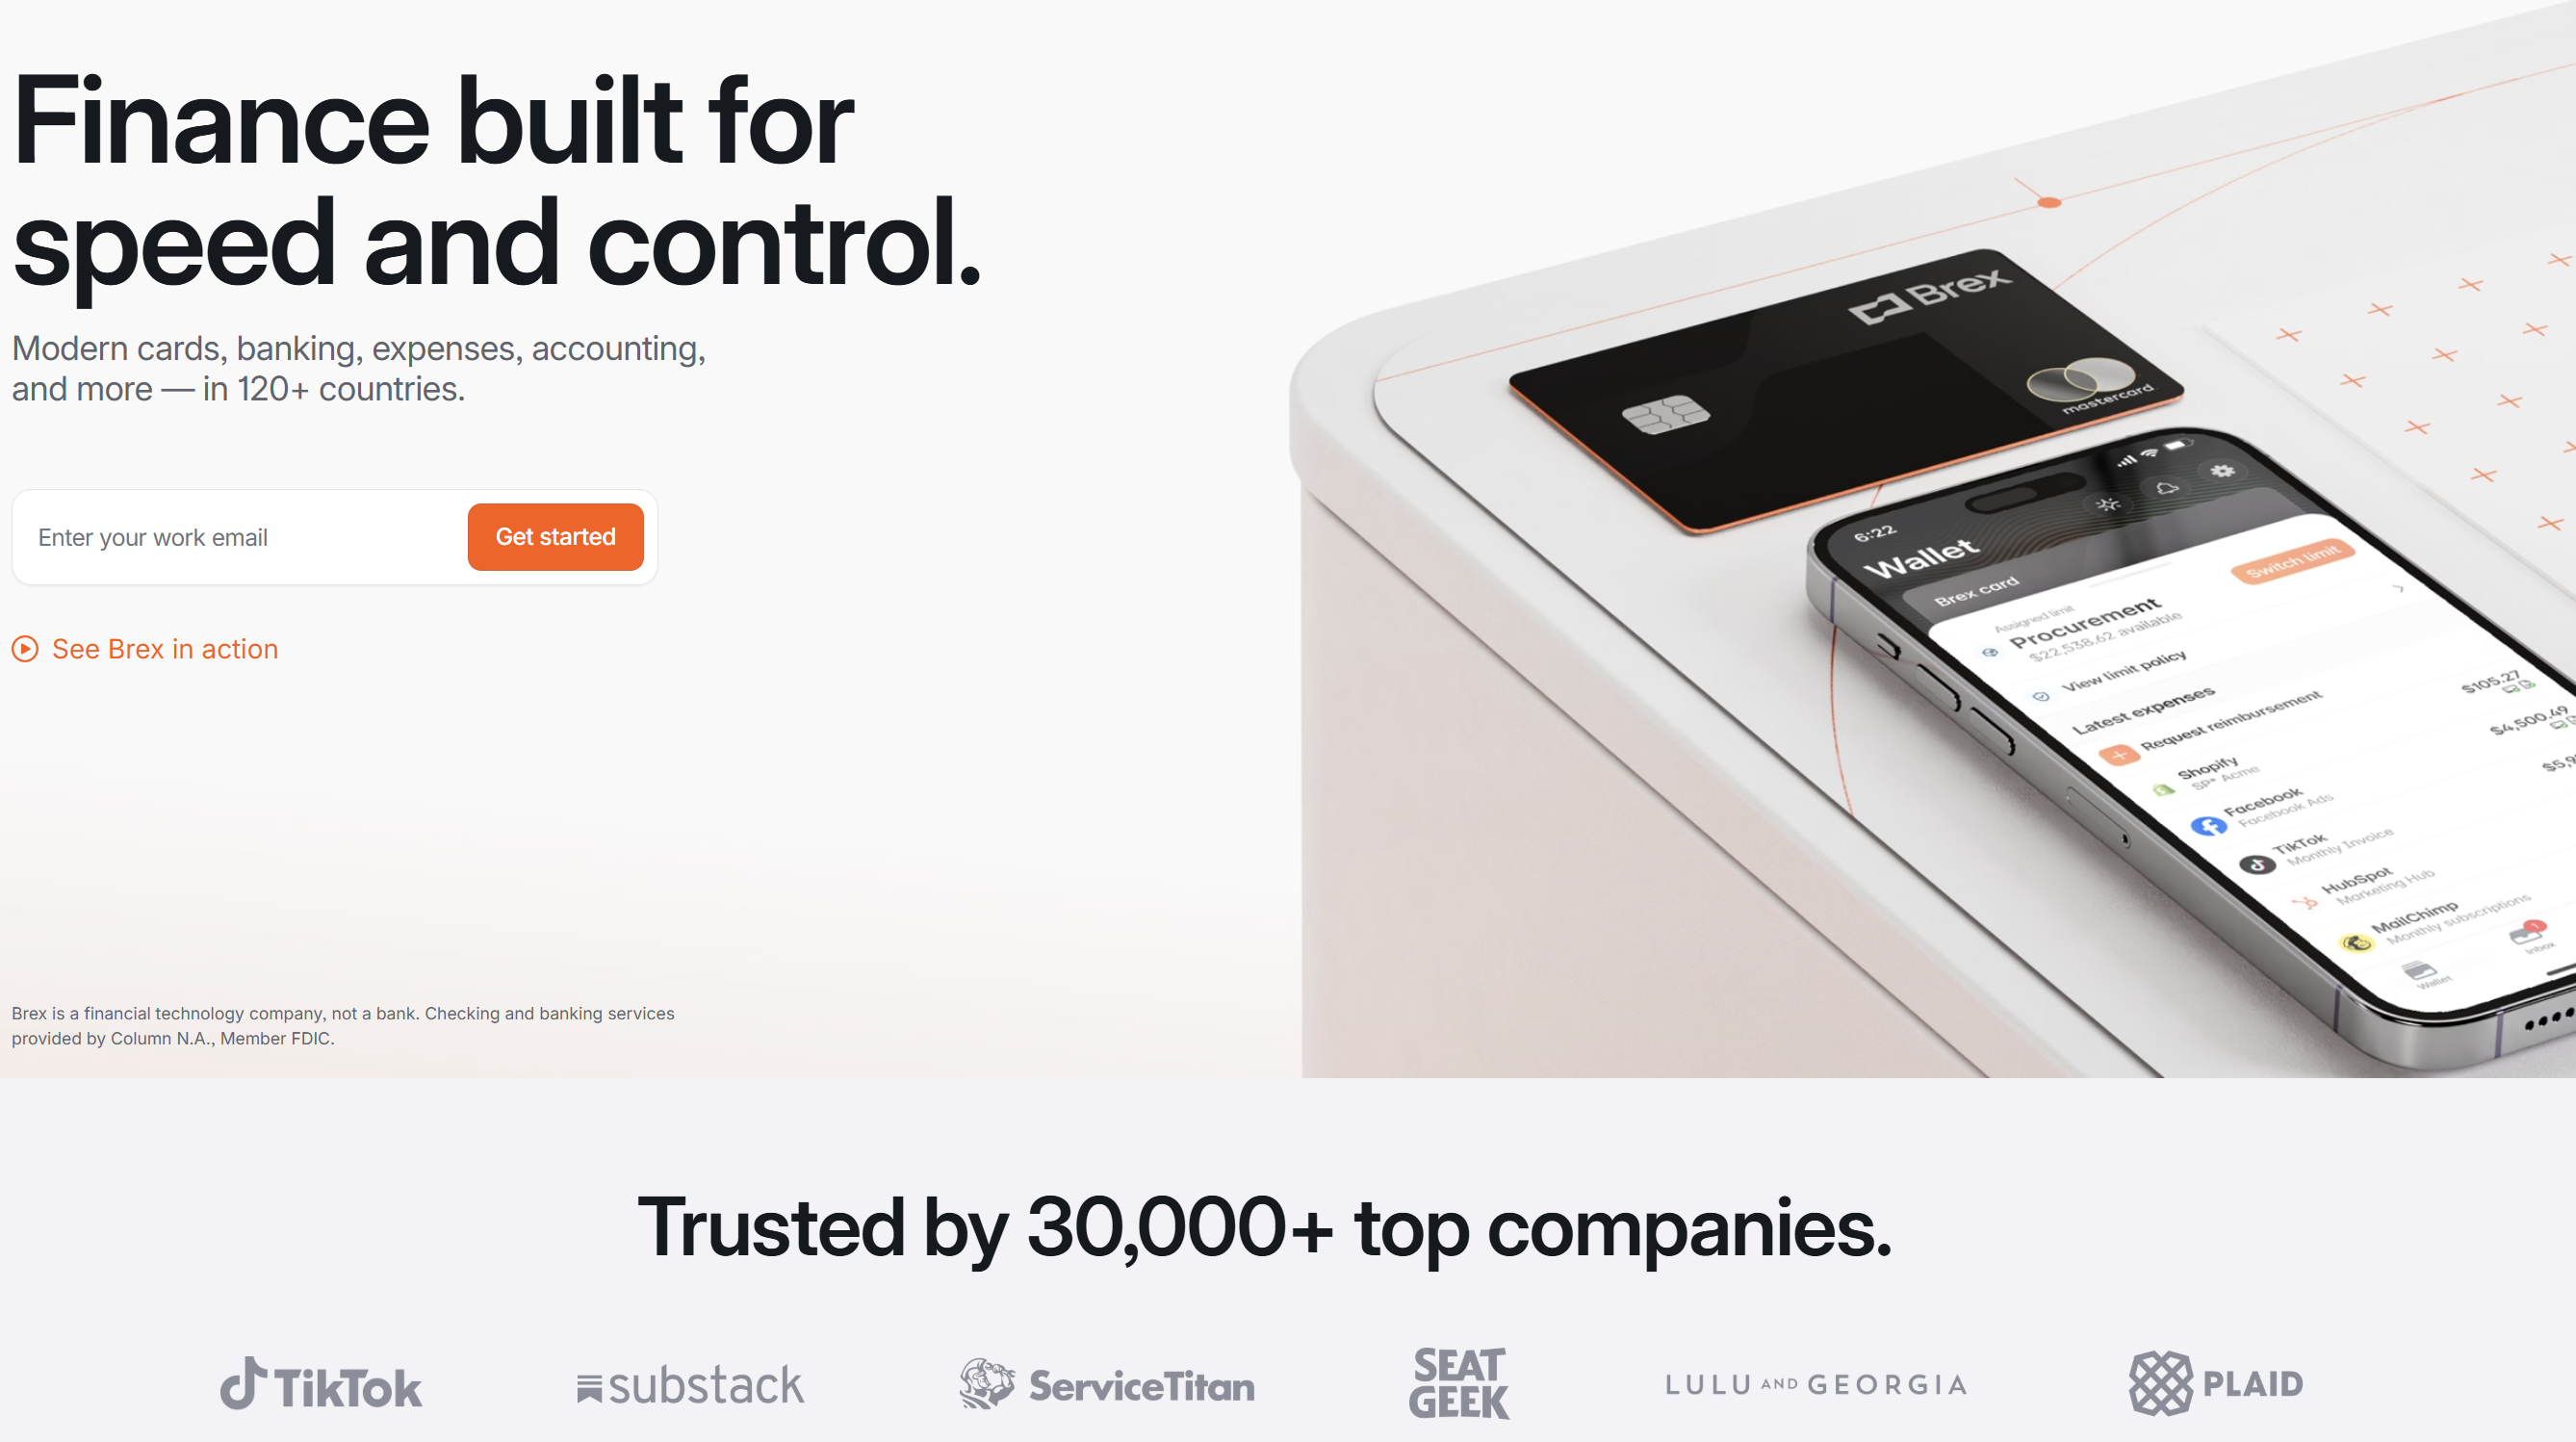 Finance built for
speed and control.
Modern cards, banking, expenses, accounting,
and more — in 120+ countries.
Enter your work email
Get started
See Brex in action
Brex is a financial technology company, not a bank. Checking and banking services
provided by Column N.A., Member FDIC.
Brex
mastercard
6:22
Wallet
Brex card
Assigned limit
Procurement
$22,538.62 available
Switch limit
View limit policy
Latest expenses
Request reimbursement
Shopify
SP* Acme
$105.27
Facebook
Facebook Ads
$4,500.49
TikTok
Monthly Invoice
HubSpot
Marketing Hub
MailChimp
Monthly subscriptions
Wallet
Inbox
1
Trusted by 30,000+ top companies.
TikTok
substack
ServiceTitan
SEAT
GEEK
LULU AND GEORGIA
PLAID